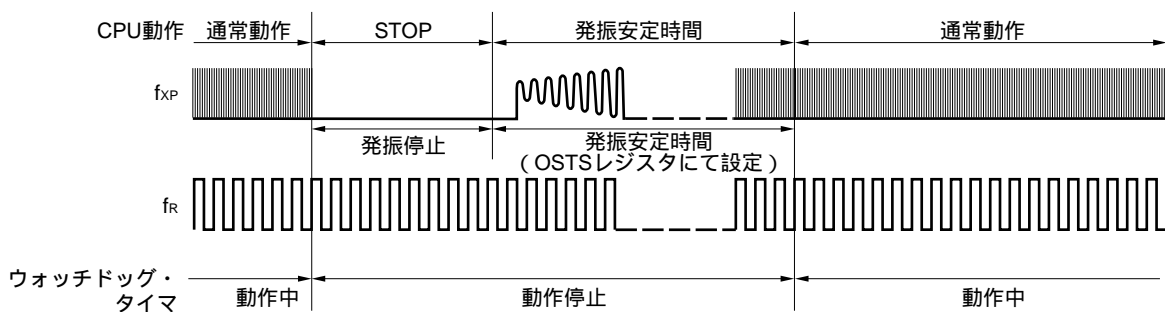 CPU動作 通常動作 STOP 発振安定時間 通常動作
fXP
発振停止 発振安定時間
(OSTSレジスタにて設定)
fR
ウォッチドッグ・
タイマ 動作中 動作停止 動作中